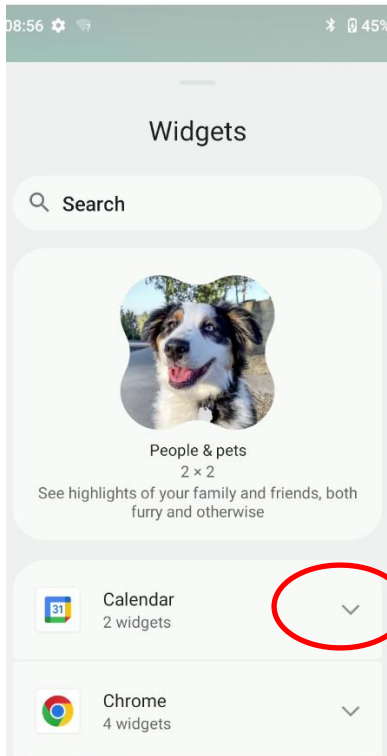 08:56 45%
Widgets
Search
People & pets
2 × 2
See highlights of your family and friends, both
furry and otherwise
31 Calendar
2 widgets
Chrome
4 widgets